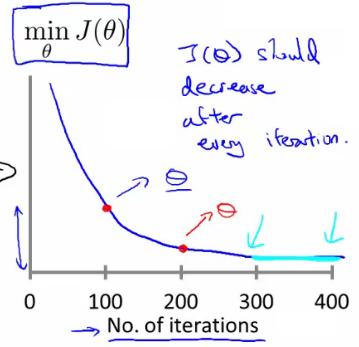 min J(θ)
θ
J(θ) should
decrease
after
every iteration.
θ
θ
0 100 200 300 400
No. of iterations